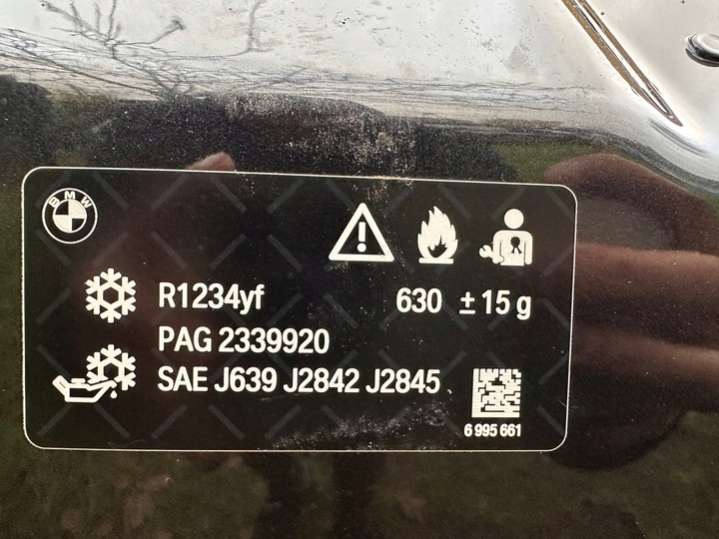 BMW
R1234yf 630 ± 15 g
PAG 2339920
SAE J639 J2842 J2845
6 995 661